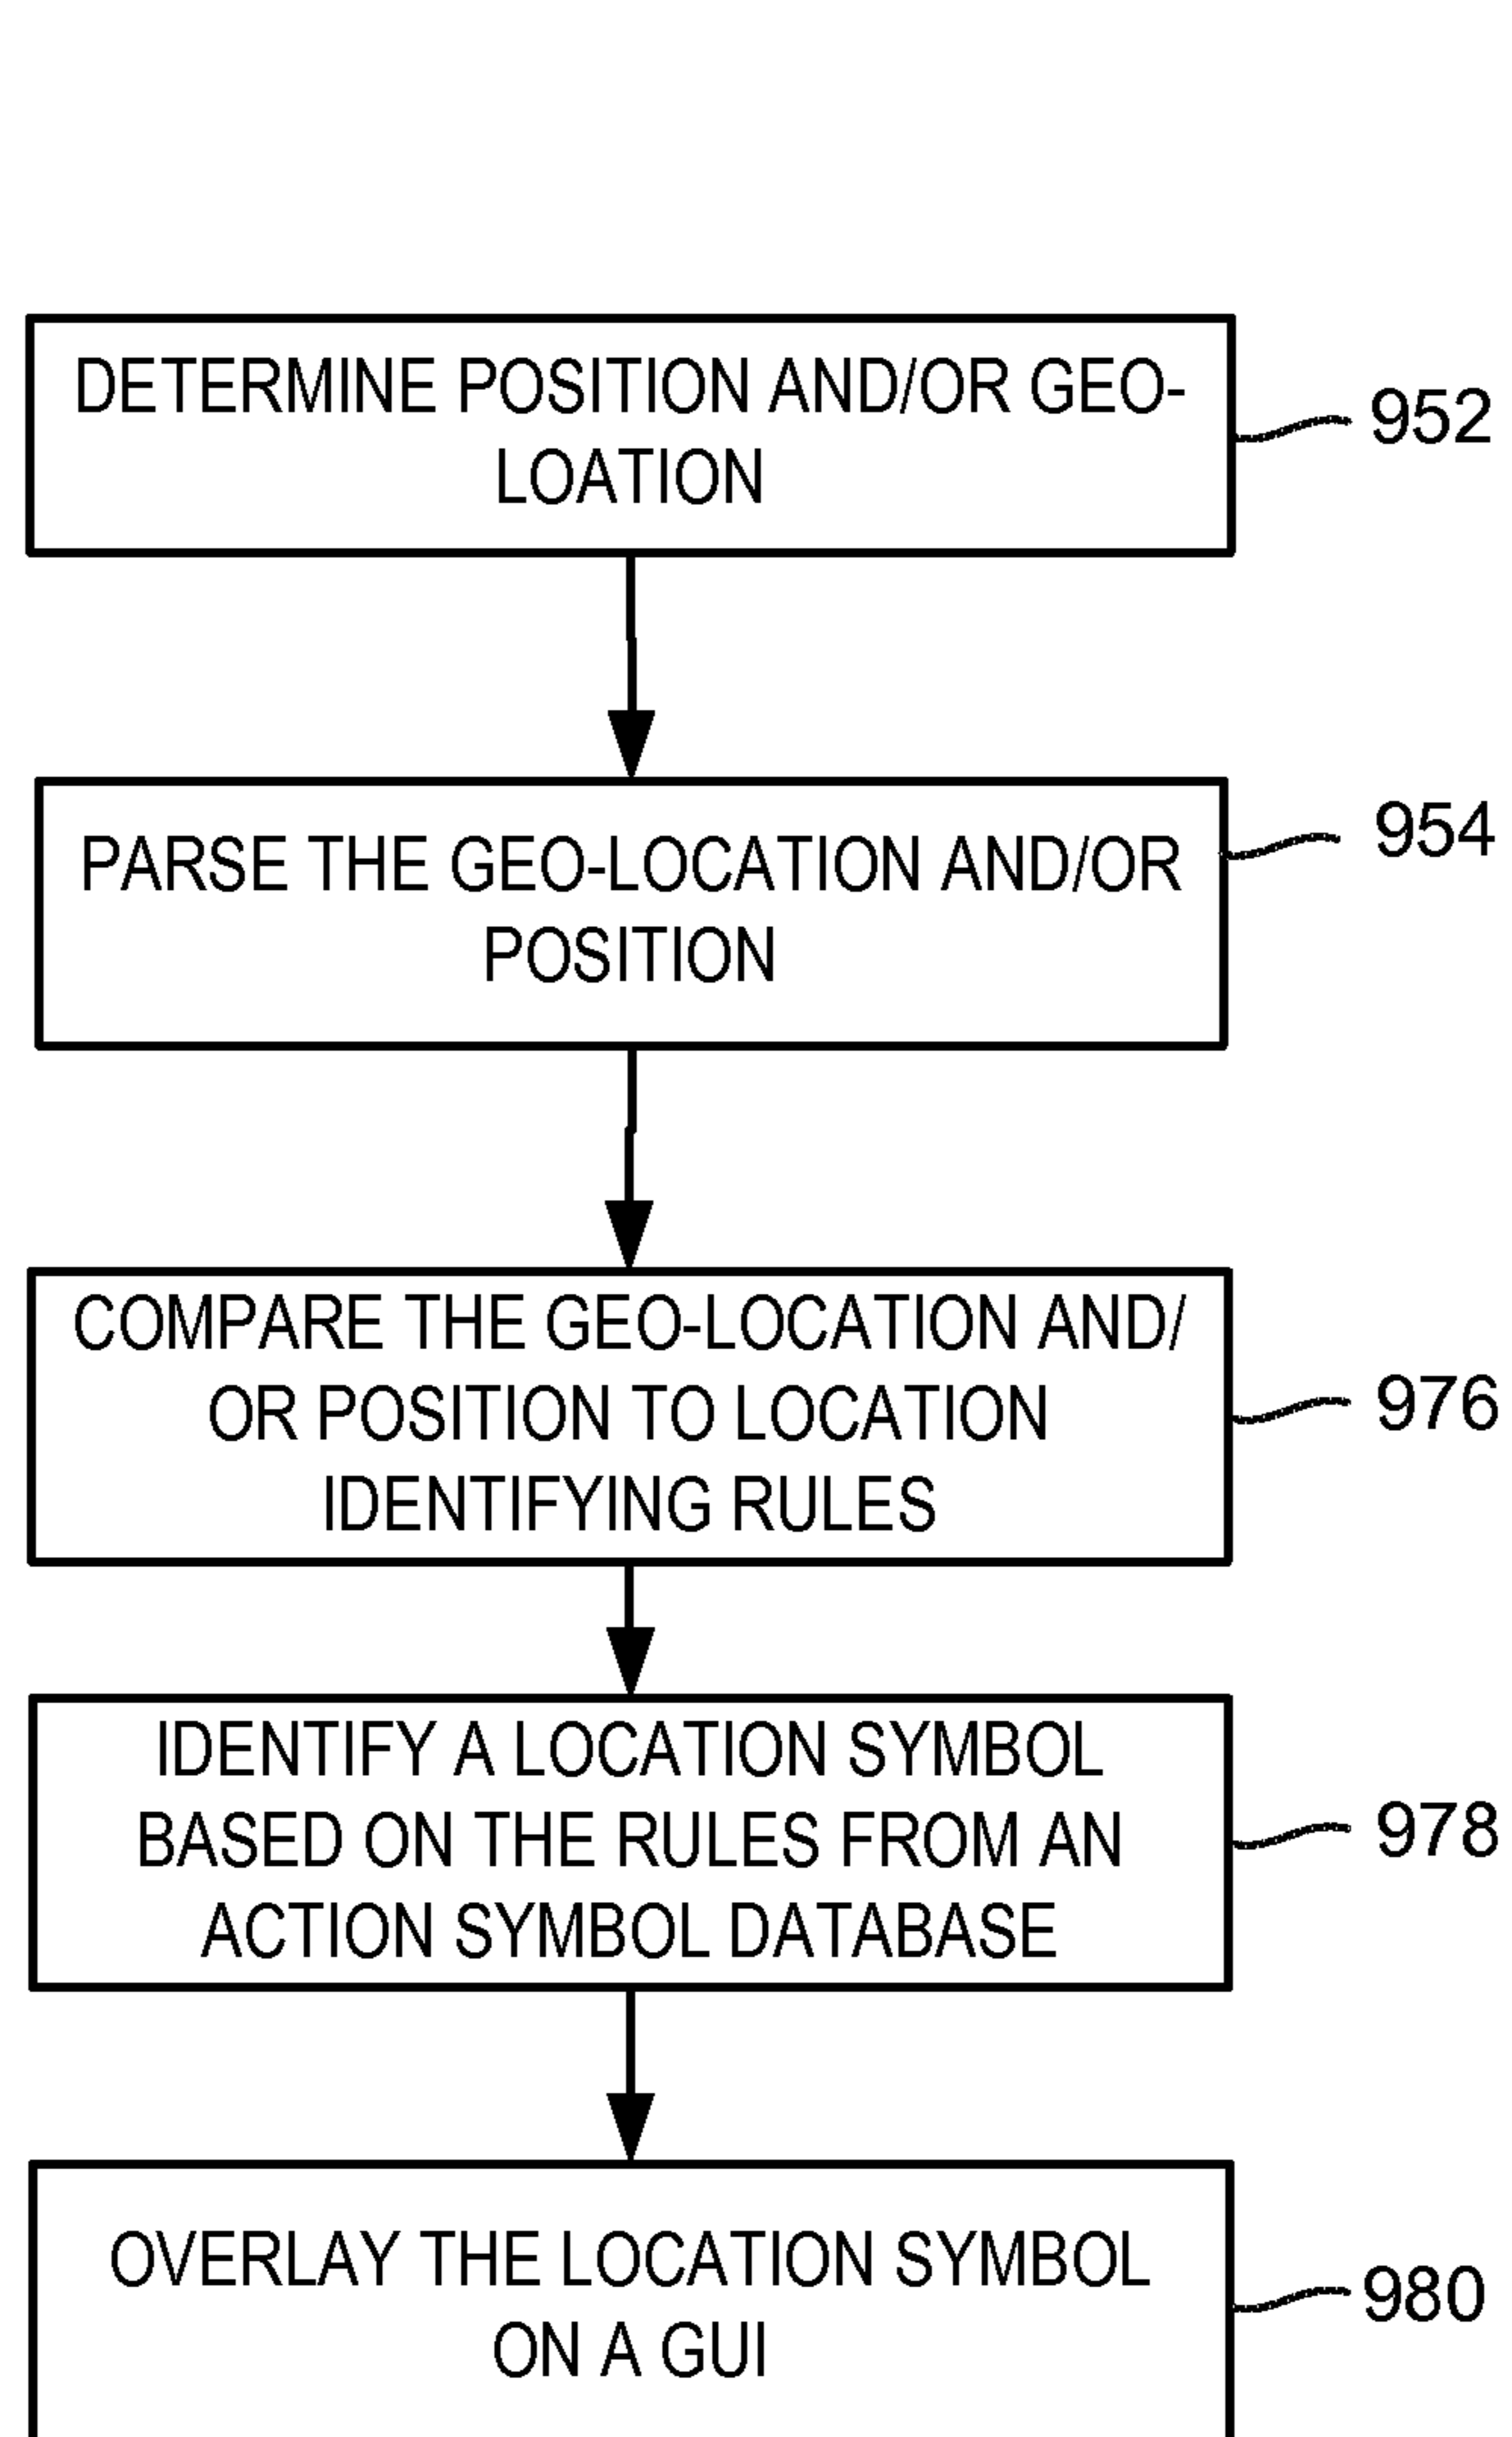 DETERMINE POSITION AND/OR GEO-
LOATION
952
PARSE THE GEO-LOCATION AND/OR
POSITION
954
COMPARE THE GEO-LOCATION AND/
OR POSITION TO LOCATION
IDENTIFYING RULES
976
IDENTIFY A LOCATION SYMBOL
BASED ON THE RULES FROM AN
ACTION SYMBOL DATABASE
978
OVERLAY THE LOCATION SYMBOL
ON A GUI
980